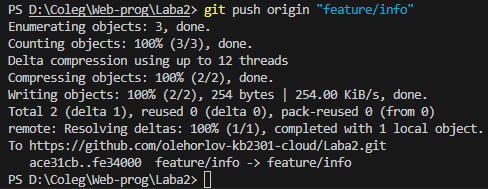 PS D:\Coleg\Web-prog\Laba2> git push origin "feature/info"
Enumerating objects: 3, done.
Counting objects: 100% (3/3), done.
Delta compression using up to 12 threads
Compressing objects: 100% (2/2), done.
Writing objects: 100% (2/2), 254 bytes | 254.00 KiB/s, done.
Total 2 (delta 1), reused 0 (delta 0), pack-reused 0 (from 0)
remote: Resolving deltas: 100% (1/1), completed with 1 local object.
To https://github.com/olehorlov-kb2301-cloud/Laba2.git
   ace31cb..fe34000  feature/info -> feature/info
PS D:\Coleg\Web-prog\Laba2>